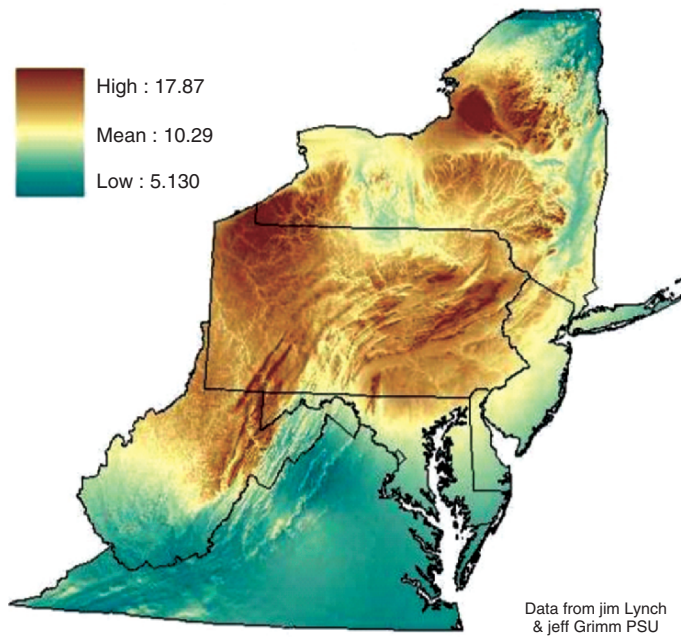 High : 17.87
Mean : 10.29
Low : 5.130
Data from jim Lynch
& jeff Grimm PSU